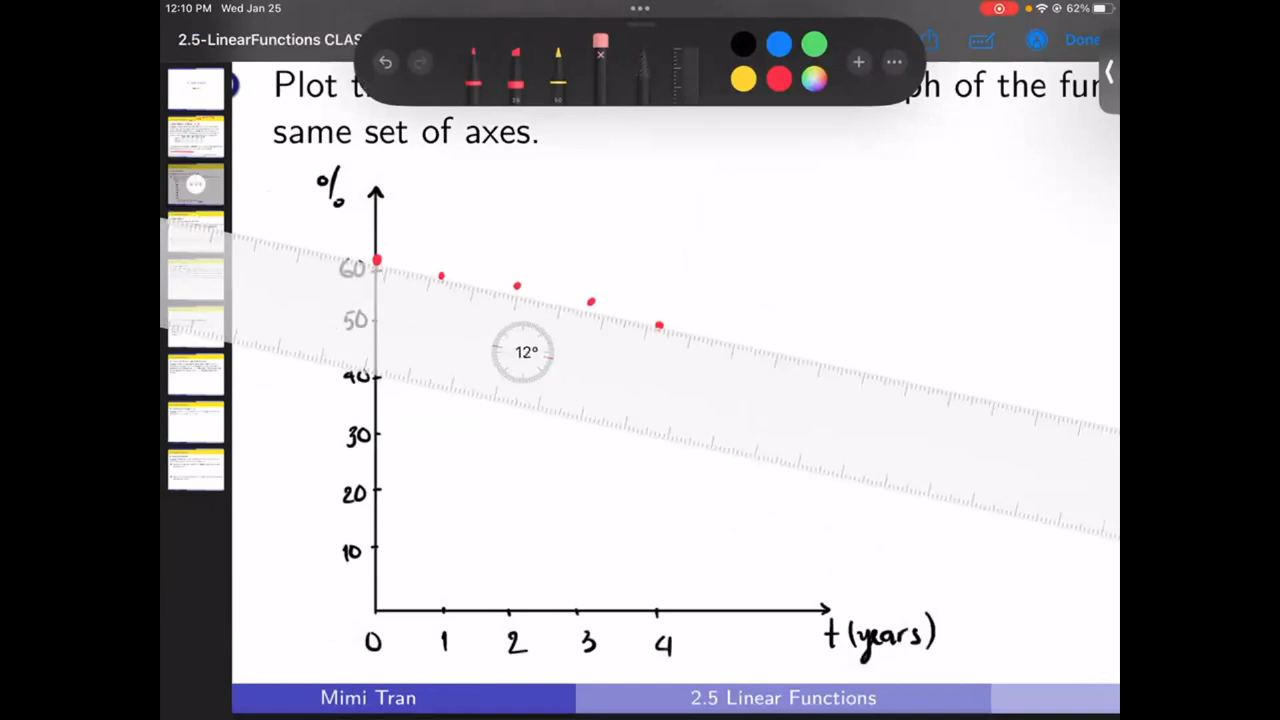 12:10 PM Wed Jan 25
62%
2.5-LinearFunctions CLAS
Done
Plot
ph of the fun
same set of axes.
%
60
50
12°
40
30
20
10
0 1 2 3 4
t (years)
Mimi Tran
2.5 Linear Functions